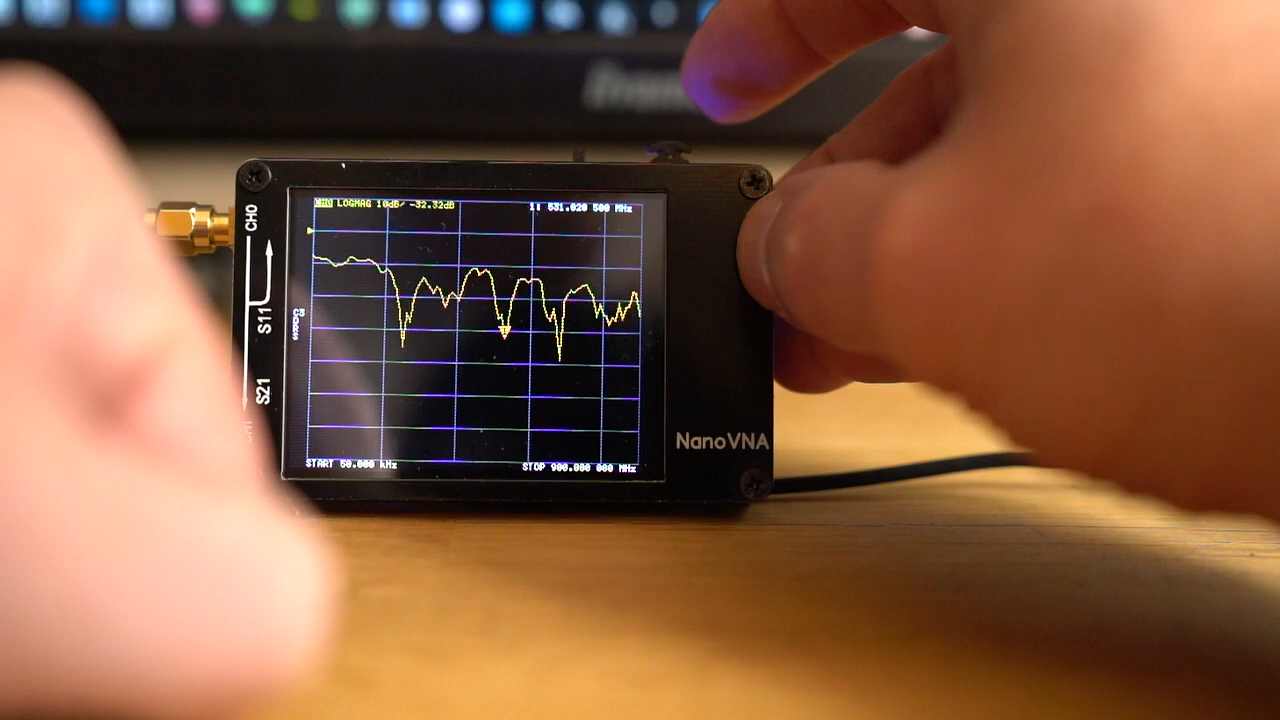 LOGMAG 10dB/ -32.32dB
1: 531.020 500 MHz
CH0
S11
S21
START 50.000 kHz
STOP 900.000 000 MHz
NanoVNA